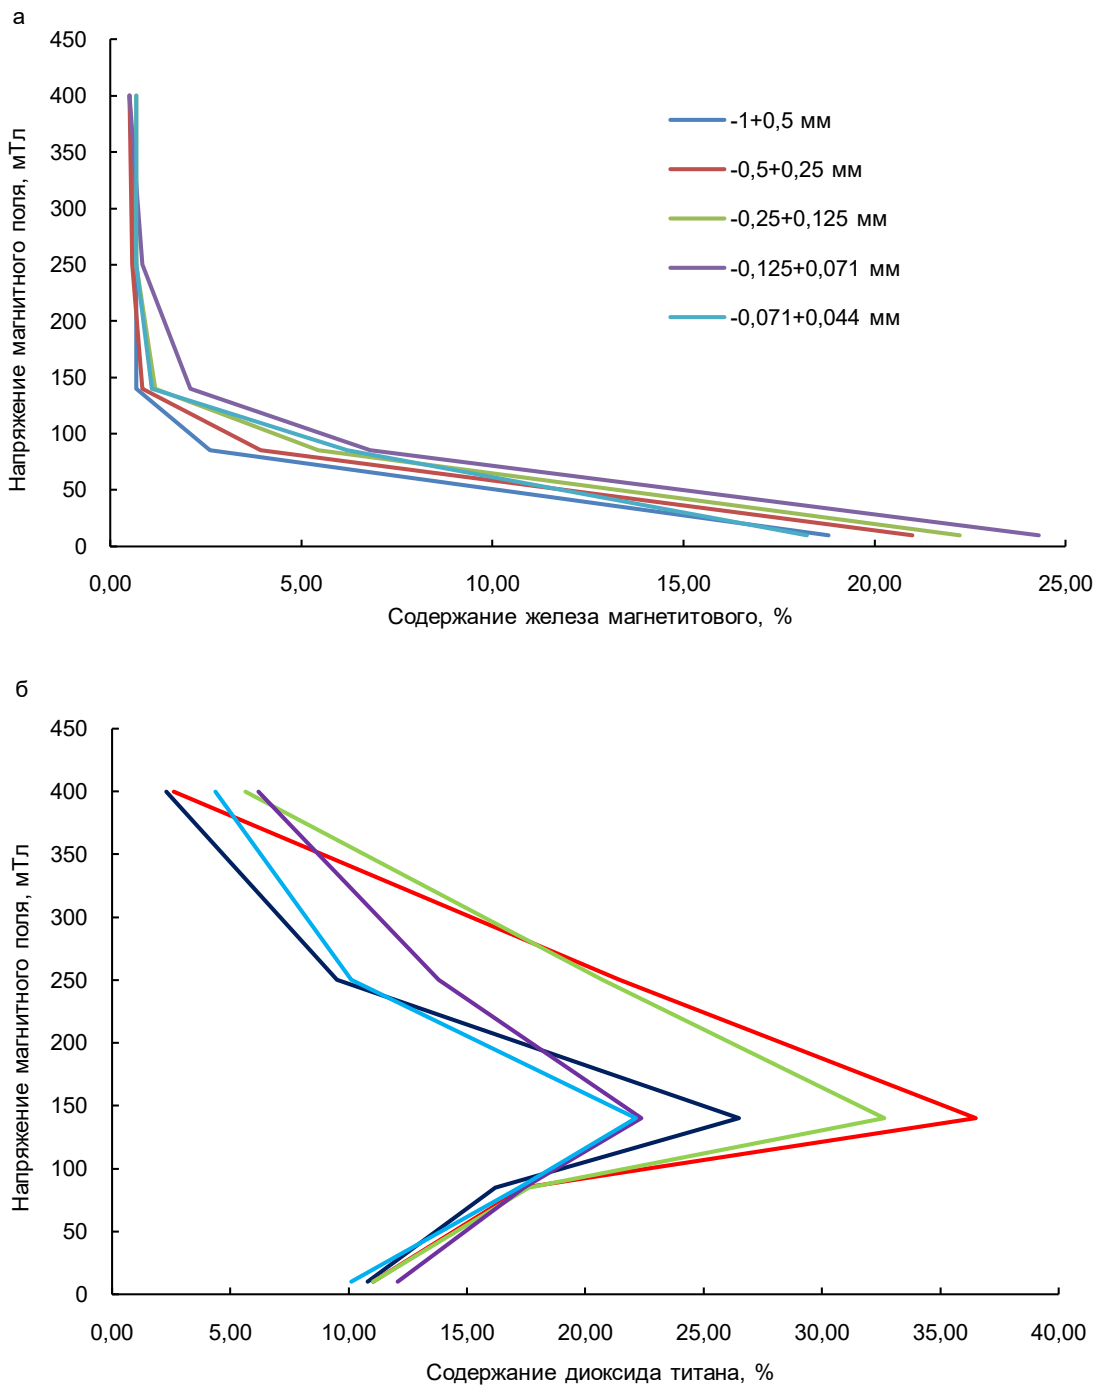 а
450
400
350
300
250
200
150
100
50
0
Напряжение магнитного поля, мТл
-1+0,5 мм
-0,5+0,25 мм
-0,25+0,125 мм
-0,125+0,071 мм
-0,071+0,044 мм
0,00 5,00 10,00 15,00 20,00 25,00
Содержание железа магнетитового, %
б
450
400
350
300
250
200
150
100
50
0
Напряжение магнитного поля, мТл
0,00 5,00 10,00 15,00 20,00 25,00 30,00 35,00 40,00
Содержание диоксида титана, %